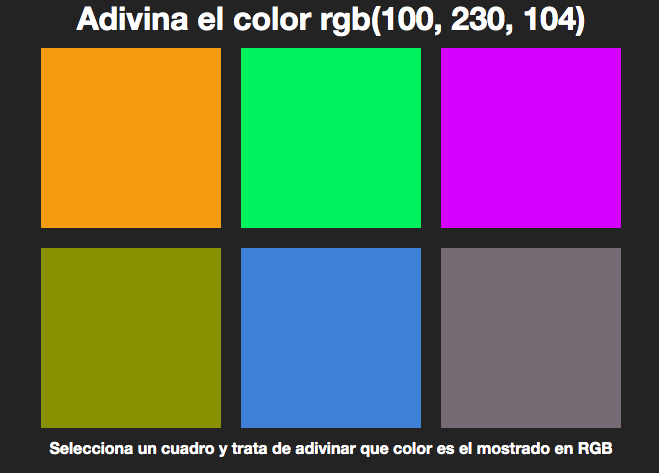 Adivina el color rgb(100, 230, 104)
Selecciona un cuadro y trata de adivinar que color es el mostrado en RGB